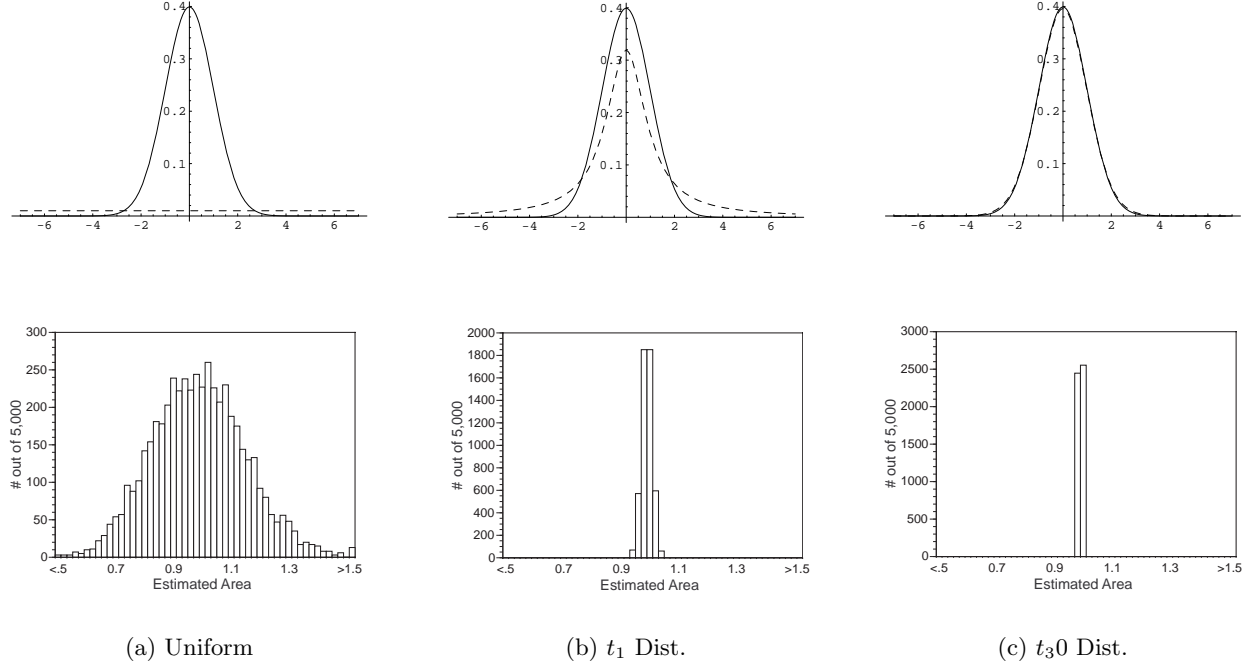 0.4
0.3
0.2
0.1
-6 -4 -2 2 4 6
0.4
0.3
0.2
0.1
-6 -4 -2 2 4 6
0.4
0.3
0.2
0.1
-6 -4 -2 2 4 6
300
250
200
150
100
50
0
# out of 5,000
<.5 0.7 0.9 1.1 1.3 >1.5
Estimated Area
2000
1800
1600
1400
1200
1000
800
600
400
200
0
# out of 5,000
<.5 0.7 0.9 1.1 1.3 >1.5
Estimated Area
3000
2500
2000
1500
1000
500
0
# out of 5,000
<.5 0.7 0.9 1.1 1.3 >1.5
Estimated Area
(a) Uniform
(b) t₁ Dist.
(c) t₃0 Dist.